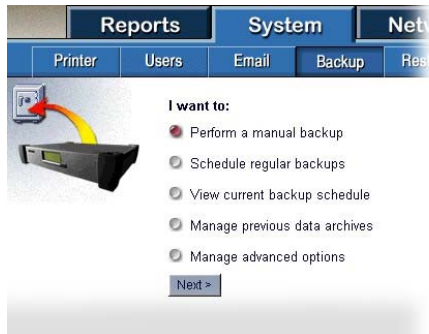 Reports System
Printer Users Email Backup
I want to:
Perform a manual backup
Schedule regular backups
View current backup schedule
Manage previous data archives
Manage advanced options
Next >